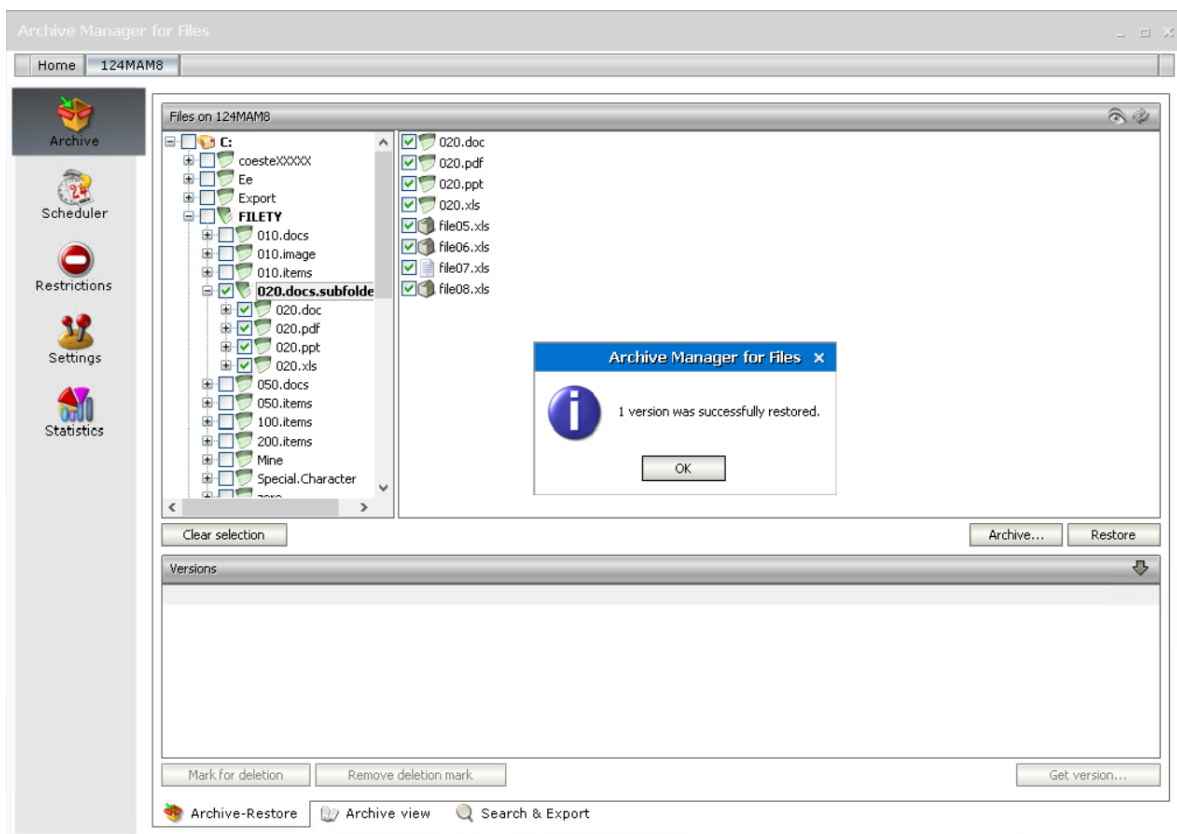 Archive Manager for Files
Home
124MAM8
Archive
Scheduler
Restrictions
Settings
Statistics
Files on 124MAM8
C:
coesteXXXXX
Ee
Export
FILETY
010.docs
010.image
010.items
020.docs.subfolde
020.doc
020.pdf
020.ppt
020.xls
050.docs
050.items
100.items
200.items
Mine
Special.Character
020.doc
020.pdf
020.ppt
020.xls
file05.xls
file06.xls
file07.xls
file08.xls
Archive Manager for Files
1 version was successfully restored.
OK
Clear selection
Archive...
Restore
Versions
Mark for deletion
Remove deletion mark
Get version...
Archive-Restore
Archive view
Search & Export